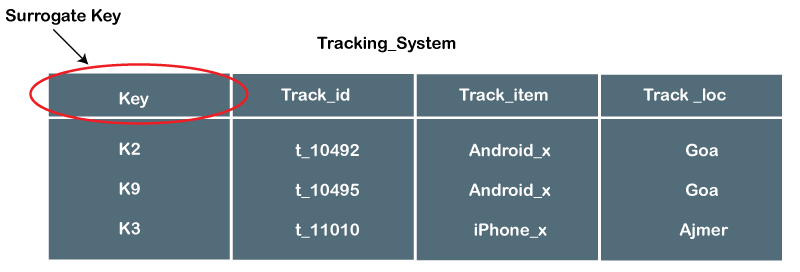 Surrogate Key
Tracking_System
Key Track_id Track_item Track _loc
K2 t_10492 Android_x Goa
K9 t_10495 Android_x Goa
K3 t_11010 iPhone_x Ajmer